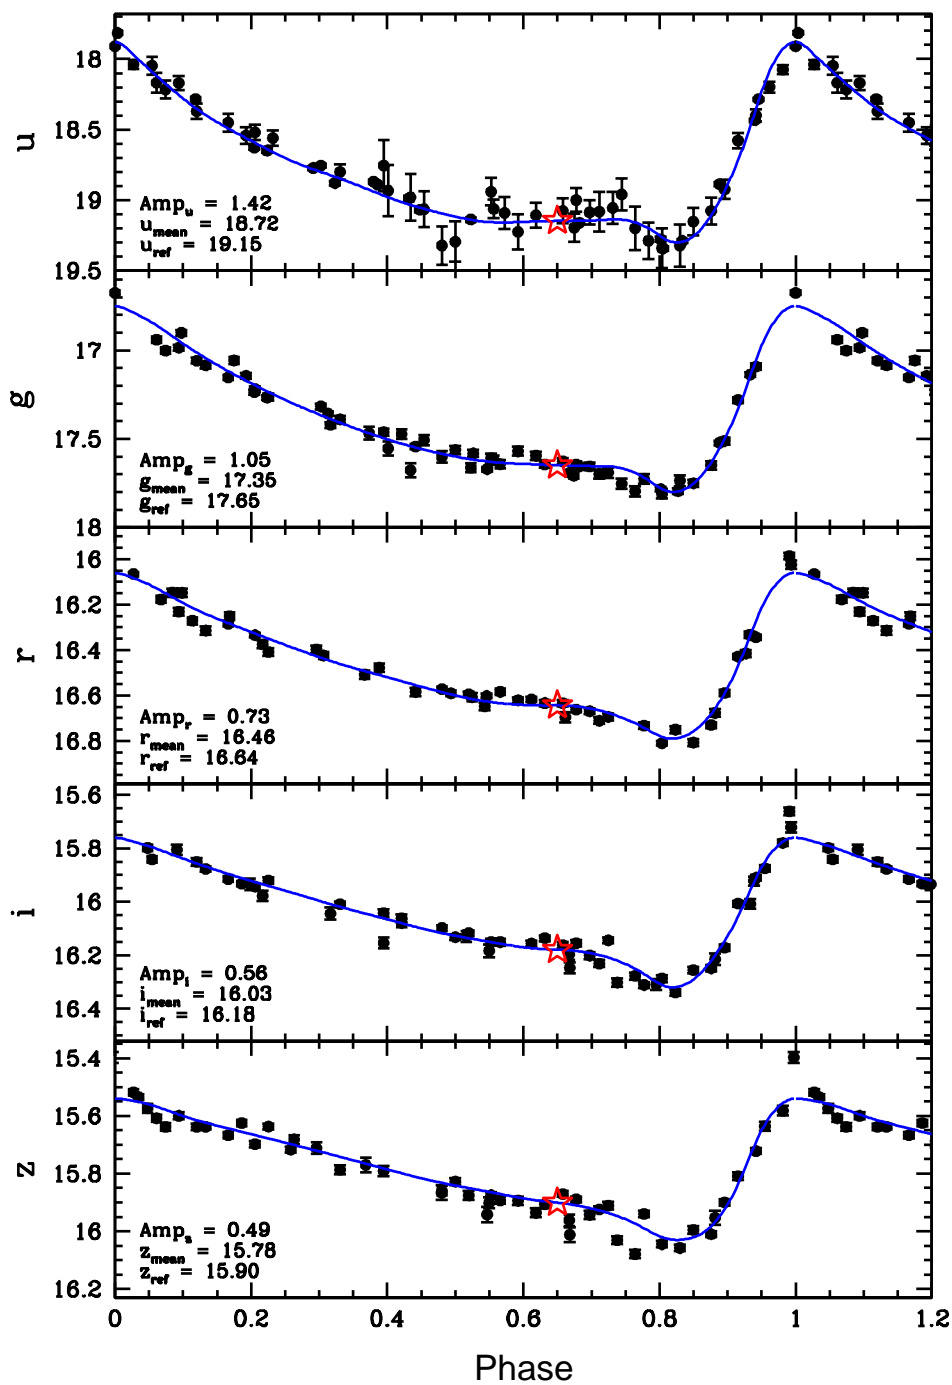 18
18.5
19
19.5
u
Amp_u = 1.42
u_mean = 18.72
u_ref = 19.15
17
17.5
18
g
Amp_g = 1.05
g_mean = 17.35
g_ref = 17.65
16
16.2
16.4
16.6
16.8
r
Amp_r = 0.73
r_mean = 16.46
r_ref = 16.64
15.6
15.8
16
16.2
16.4
i
Amp_i = 0.56
i_mean = 16.03
i_ref = 16.18
15.4
15.6
15.8
16
16.2
z
Amp_z = 0.49
z_mean = 15.78
z_ref = 15.90
0 0.2 0.4 0.6 0.8 1 1.2
Phase